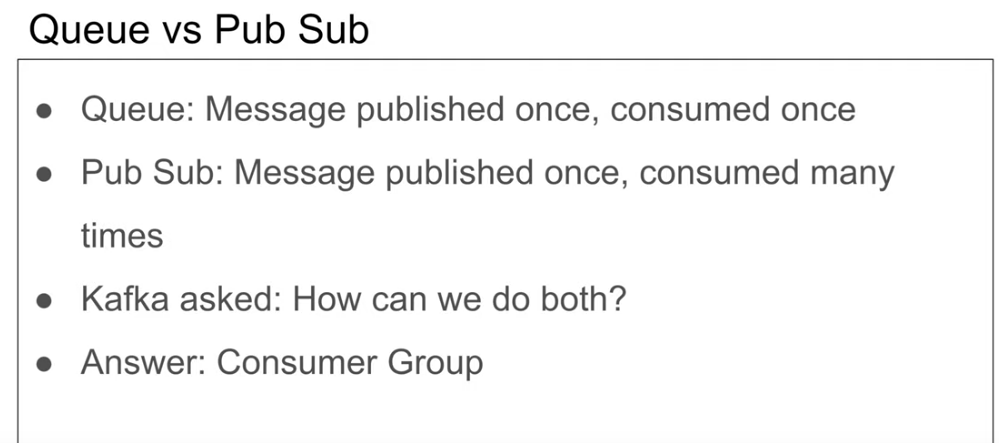 Queue vs Pub Sub
● Queue: Message published once, consumed once
● Pub Sub: Message published once, consumed many
times
● Kafka asked: How can we do both?
● Answer: Consumer Group